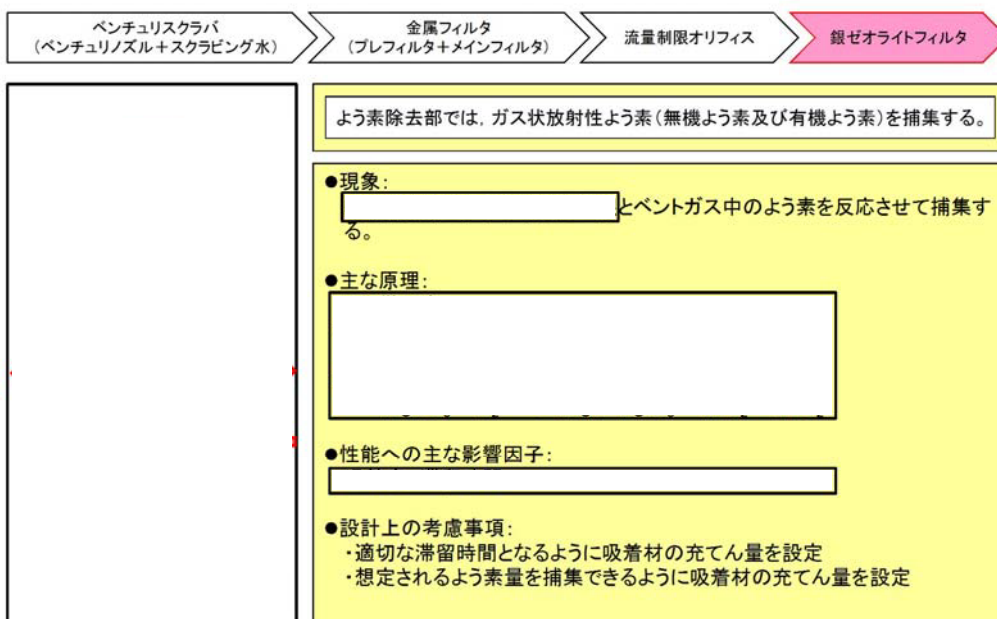 ベンチュリスクラバ
(ベンチュリノズル+スクラビング水)
金属フィルタ
(プレフィルタ+メインフィルタ)
流量制限オリフィス
銀ゼオライトフィルタ
よう素除去部では,ガス状放射性よう素(無機よう素及び有機よう素)を捕集する。
●現象:
とベントガス中のよう素を反応させて捕集す
る。
●主な原理:
●性能への主な影響因子:
●設計上の考慮事項:
・適切な滞留時間となるように吸着材の充てん量を設定
・想定されるよう素量を捕集できるように吸着材の充てん量を設定